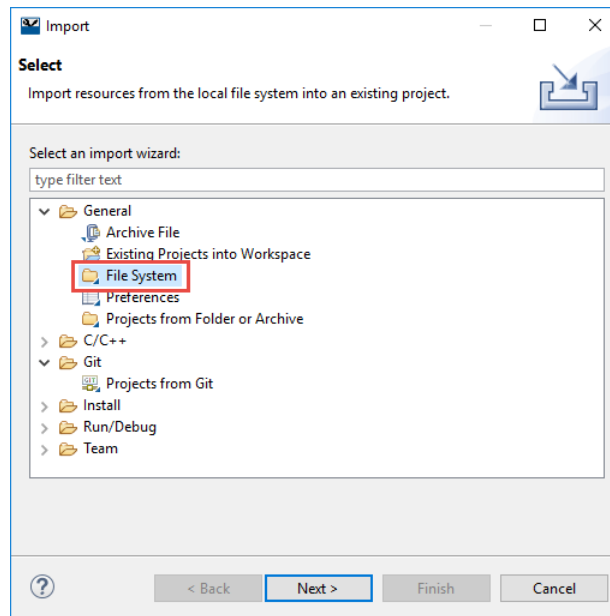 Import
Select
Import resources from the local file system into an existing project.
Select an import wizard:
type filter text
General
Archive File
Existing Projects into Workspace
File System
Preferences
Projects from Folder or Archive
C/C++
Git
GIT
Projects from Git
Install
Run/Debug
Team
?
< Back
Next >
Finish
Cancel